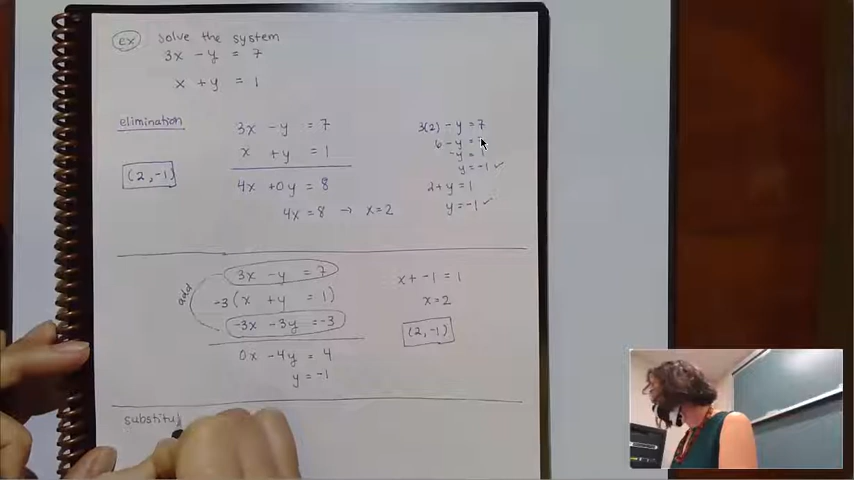 ex solve the system
3x - y = 7
x + y = 1
elimination
3x - y = 7
x + y = 1
4x + 0y = 8
4x = 8 → x = 2
(2, -1)
3(2) - y = 7
6 - y =
-y = 1
y = -1 ✓
2 + y = 1
y = -1 ✓
add
3x - y = 7
-3(x + y = 1)
-3x - 3y = -3
0x - 4y = 4
y = -1
x + -1 = 1
x = 2
(2, -1)
substitu